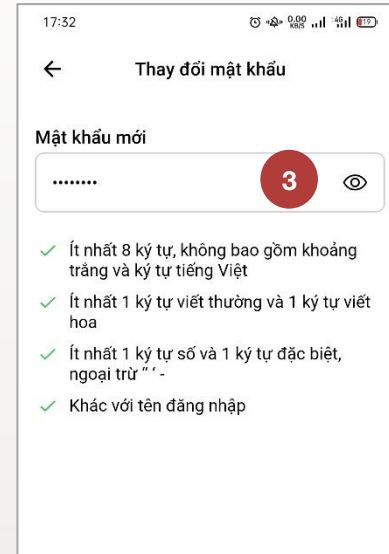 17:32
0.00 KB/S
4G
19
Thay đổi mật khẩu
Mật khẩu mới
••••••••
3
Ít nhất 8 ký tự, không bao gồm khoảng
trắng và ký tự tiếng Việt
Ít nhất 1 ký tự viết thường và 1 ký tự viết
hoa
Ít nhất 1 ký tự số và 1 ký tự đặc biệt,
ngoại trừ “ ‘ -
Khác với tên đăng nhập